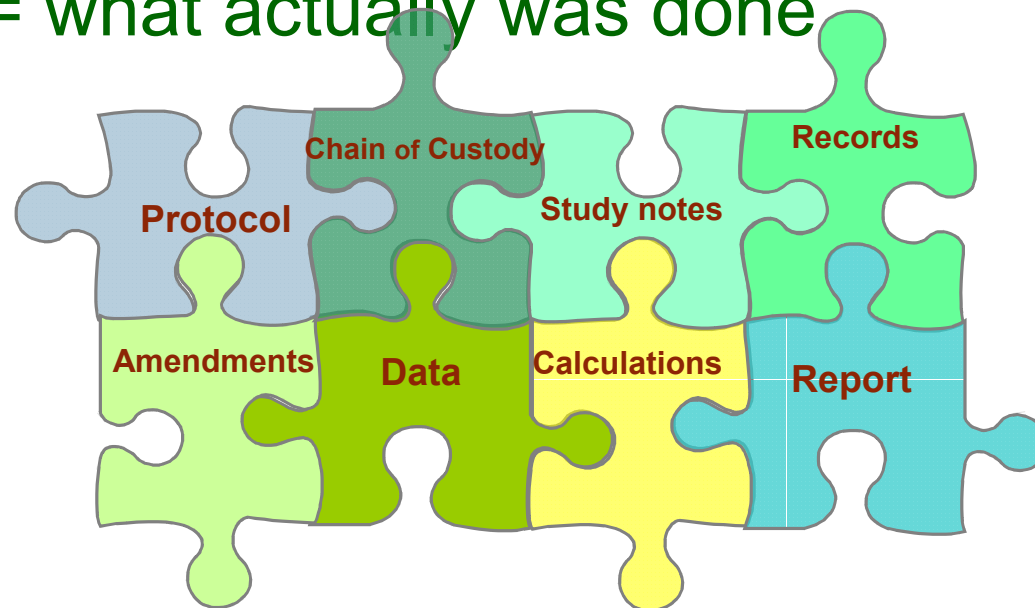 = what actually was done
Chain of Custody
Records
Protocol
Study notes
Amendments
Data
Calculations
Report